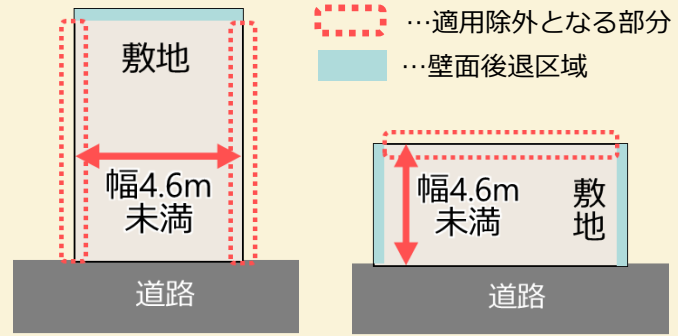 …適用除外となる部分
…壁面後退区域
敷地
幅4.6m
未満
道路
幅4.6m
未満
敷
地
道路